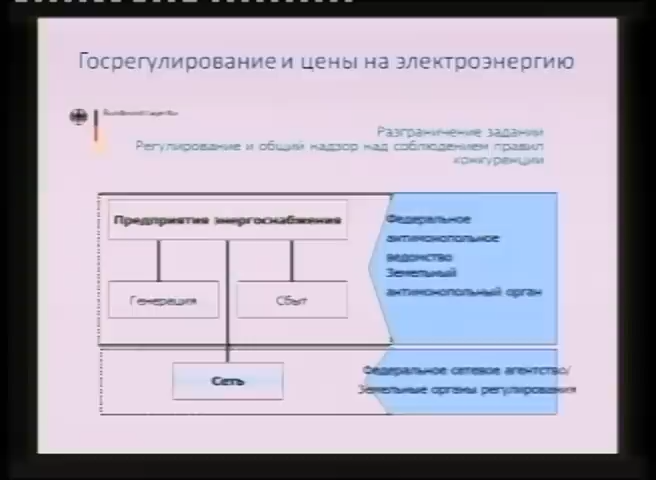 Госрегулирование и цены на электроэнергию
Разграничение задании
Регулирование и общий надзор над соблюдением правил
конкуренции
Предприятие энергоснабжения
Генерация
Сбыт
Сеть
Федеральное
антимонопольное
ведомство
Земельный
антимонопольный орган
Федеральное сетевое агентство/
Земельные органы регулирования